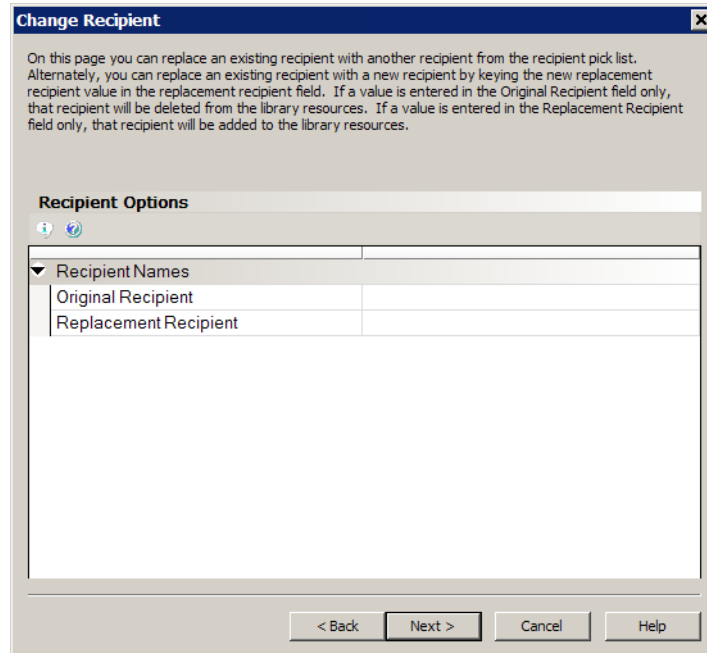 Change Recipient
On this page you can replace an existing recipient with another recipient from the recipient pick list.
Alternately, you can replace an existing recipient with a new recipient by keying the new replacement
recipient value in the replacement recipient field.  If a value is entered in the Original Recipient field only,
that recipient will be deleted from the library resources.  If a value is entered in the Replacement Recipient
field only, that recipient will be added to the library resources.
Recipient Options
Recipient Names
Original Recipient
Replacement Recipient
< Back Next > Cancel Help